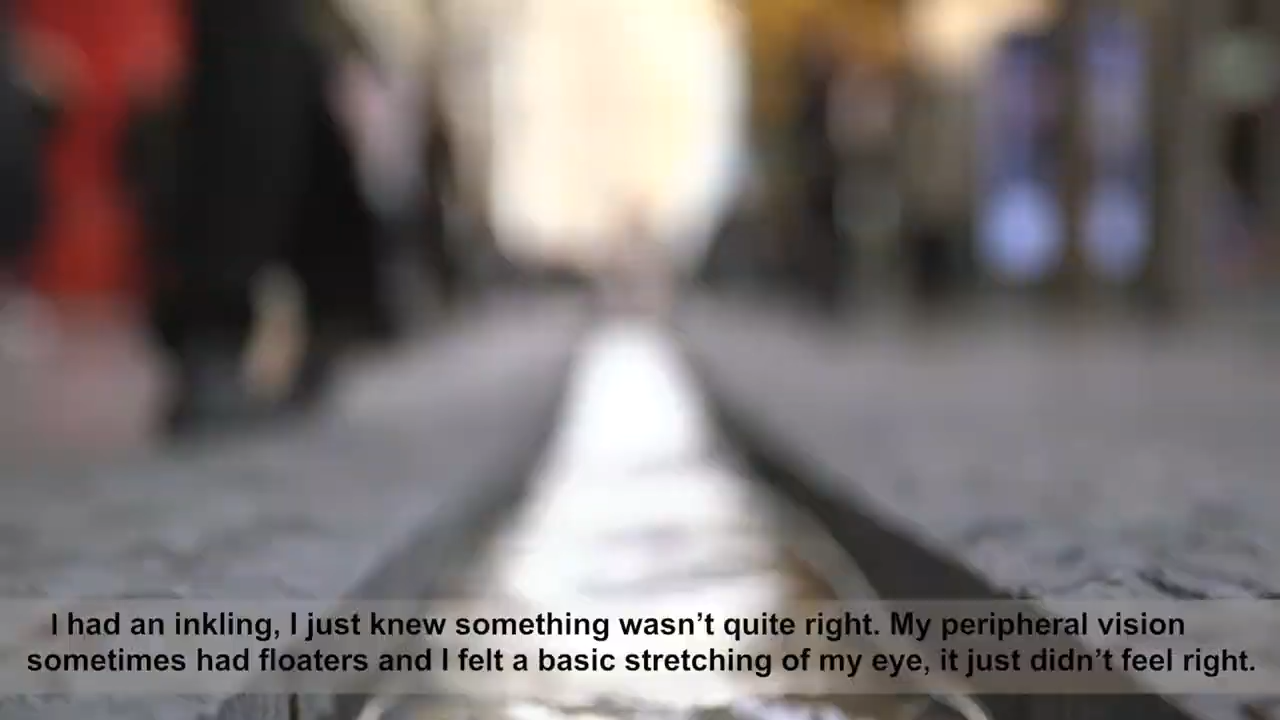 I had an inkling, I just knew something wasn’t quite right. My peripheral vision
sometimes had floaters and I felt a basic stretching of my eye, it just didn’t feel right.